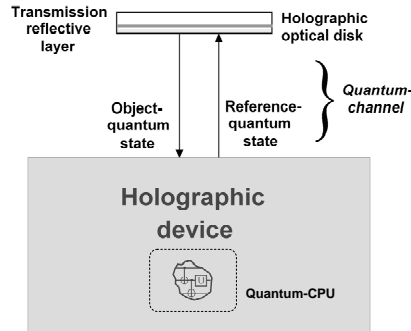 Transmission
reflective
layer
Holographic
optical disk
Object-
quantum
state
Reference-
quantum
state
Quantum-
channel
Holographic
device
U
Quantum-CPU